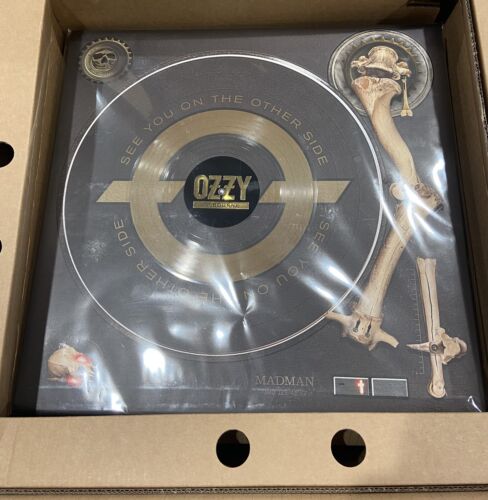 SEE YOU ON THE OTHER SIDE
OZZY
SEE YOU ON THE OTHER SIDE
MADMAN